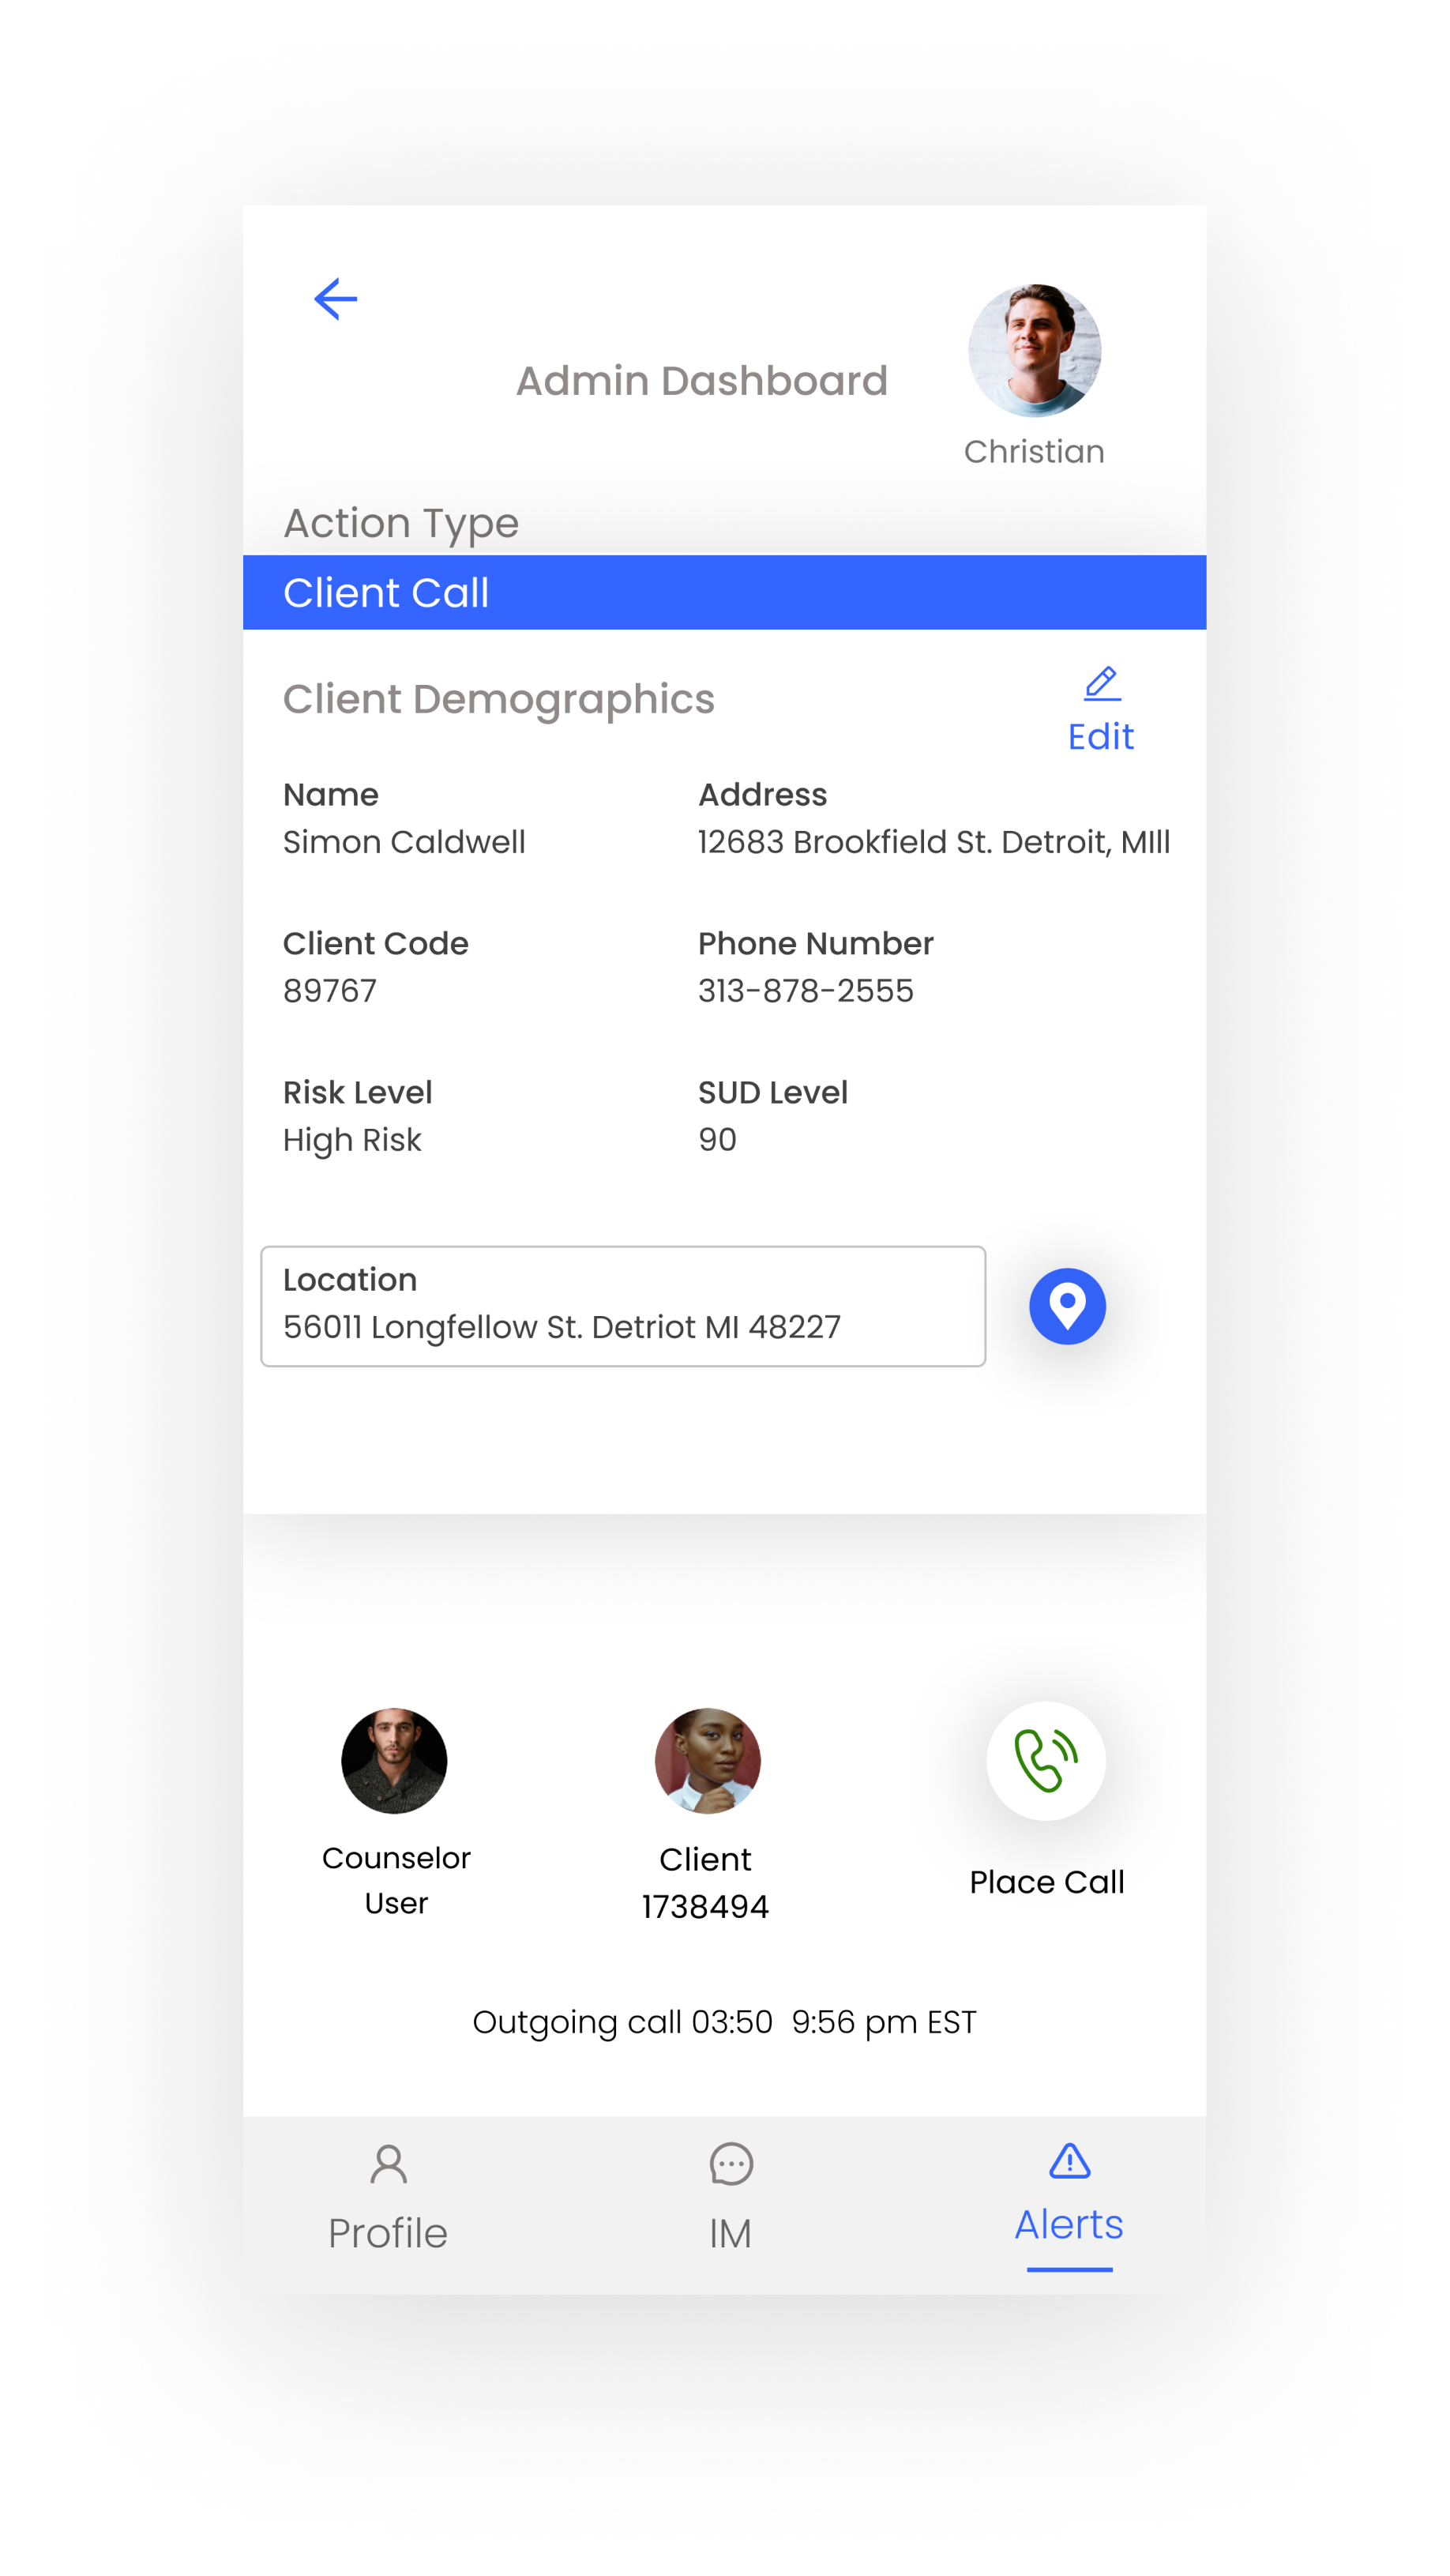 Admin Dashboard
Christian
Action Type
Client Call
Client Demographics
Edit
Name
Simon Caldwell
Address
12683 Brookfield St. Detroit, MIll
Client Code
89767
Phone Number
313-878-2555
Risk Level
High Risk
SUD Level
90
Location
56011 Longfellow St. Detriot MI 48227
Counselor
User
Client
1738494
Place Call
Outgoing call 03:50  9:56 pm EST
Profile
IM
Alerts